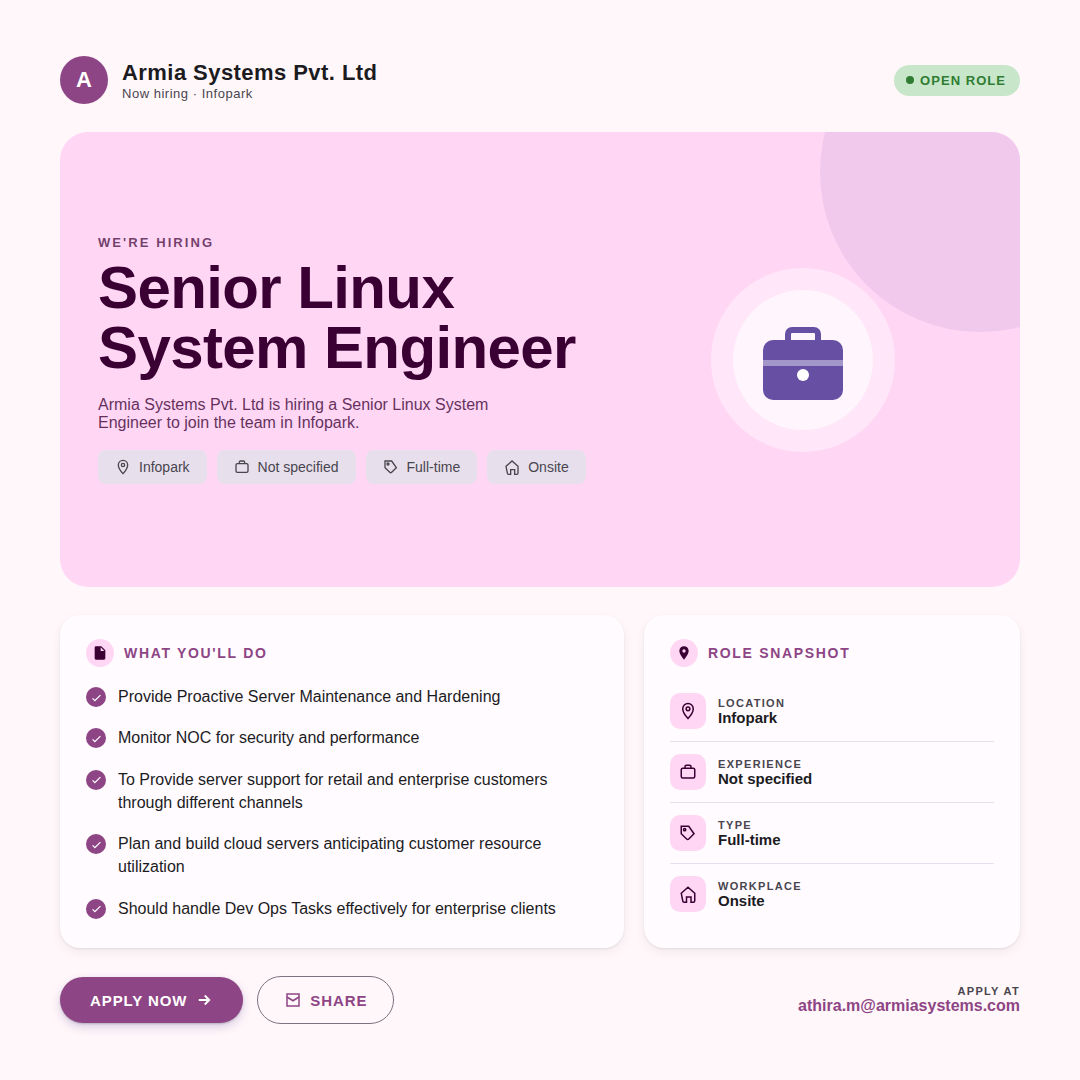 A
Armia Systems Pvt. Ltd
Now hiring · Infopark
OPEN ROLE
WE'RE HIRING
Senior Linux
System Engineer
Armia Systems Pvt. Ltd is hiring a Senior Linux System
Engineer to join the team in Infopark.
Infopark
Not specified
Full-time
Onsite
WHAT YOU'LL DO
Provide Proactive Server Maintenance and Hardening
Monitor NOC for security and performance
To Provide server support for retail and enterprise customers
through different channels
Plan and build cloud servers anticipating customer resource
utilization
Should handle Dev Ops Tasks effectively for enterprise clients
ROLE SNAPSHOT
LOCATION
Infopark
EXPERIENCE
Not specified
TYPE
Full-time
WORKPLACE
Onsite
APPLY NOW
SHARE
APPLY AT
athira.m@armiasystems.com